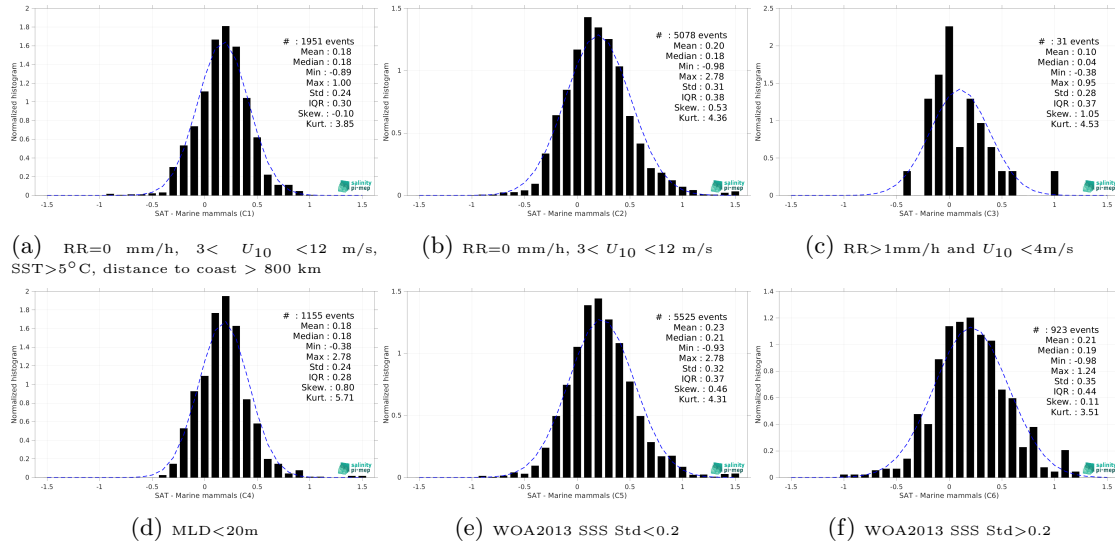 Normalized histogram
2
1.8
1.6
1.4
1.2
1
0.8
0.6
0.4
0.2
0
-1.5 -1 -0.5 0 0.5 1 1.5
SAT - Marine mammals (C1)
# : 1951 events
Mean : 0.18
Median : 0.18
Min : -0.89
Max : 1.00
Std : 0.24
IQR : 0.30
Skew. : -0.10
Kurt. : 3.85
salinity
pi-mep
(a) RR=0 mm/h, 3< U10 <12 m/s,
SST>5°C, distance to coast > 800 km
Normalized histogram
1.5
1
0.5
0
-1.5 -1 -0.5 0 0.5 1 1.5
SAT - Marine mammals (C2)
# : 5078 events
Mean : 0.20
Median : 0.18
Min : -0.98
Max : 2.78
Std : 0.31
IQR : 0.38
Skew. : 0.53
Kurt. : 4.36
salinity
pi-mep
(b) RR=0 mm/h, 3< U10 <12 m/s
Normalized histogram
2.5
2
1.5
1
0.5
0
-1.5 -1 -0.5 0 0.5 1 1.5
SAT - Marine mammals (C3)
# : 31 events
Mean : 0.10
Median : 0.04
Min : -0.38
Max : 0.95
Std : 0.28
IQR : 0.37
Skew. : 1.05
Kurt. : 4.53
salinity
pi-mep
(c) RR>1mm/h and U10 <4m/s
Normalized histogram
2
1.8
1.6
1.4
1.2
1
0.8
0.6
0.4
0.2
0
-1.5 -1 -0.5 0 0.5 1 1.5
SAT - Marine mammals (C4)
# : 1155 events
Mean : 0.18
Median : 0.18
Min : -0.38
Max : 2.78
Std : 0.24
IQR : 0.28
Skew. : 0.80
Kurt. : 5.71
salinity
pi-mep
(d) MLD<20m
Normalized histogram
1.5
1
0.5
0
-1.5 -1 -0.5 0 0.5 1 1.5
SAT - Marine mammals (C5)
# : 5525 events
Mean : 0.23
Median : 0.21
Min : -0.93
Max : 2.78
Std : 0.32
IQR : 0.37
Skew. : 0.46
Kurt. : 4.31
salinity
pi-mep
(e) WOA2013 SSS Std<0.2
Normalized histogram
1.4
1.2
1
0.8
0.6
0.4
0.2
0
-1.5 -1 -0.5 0 0.5 1 1.5
SAT - Marine mammals (C6)
# : 923 events
Mean : 0.21
Median : 0.19
Min : -0.98
Max : 1.24
Std : 0.35
IQR : 0.44
Skew. : 0.11
Kurt. : 3.51
salinity
pi-mep
(f) WOA2013 SSS Std>0.2